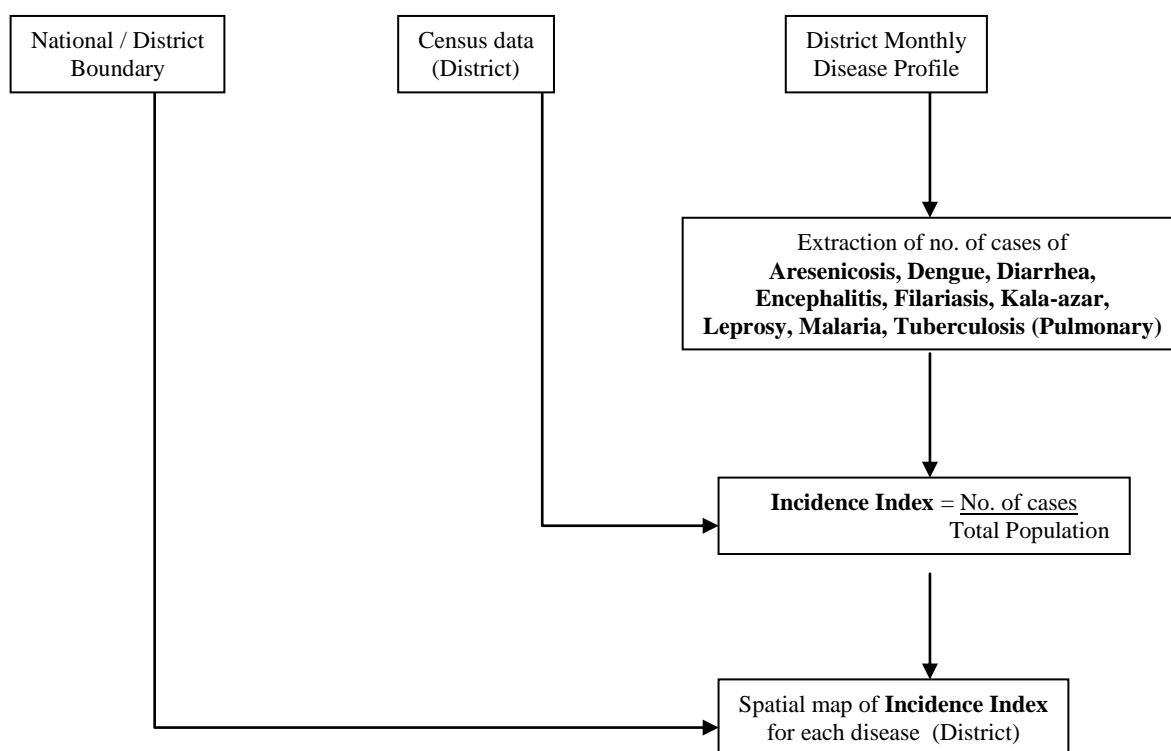 National / District
Boundary
Census data
(District)
District Monthly
Disease Profile
Extraction of no. of cases of
Aresenicosis, Dengue, Diarrhea,
Encephalitis, Filariasis, Kala-azar,
Leprosy, Malaria, Tuberculosis (Pulmonary)
Incidence Index = No. of cases
Total Population
Spatial map of Incidence Index
for each disease (District)